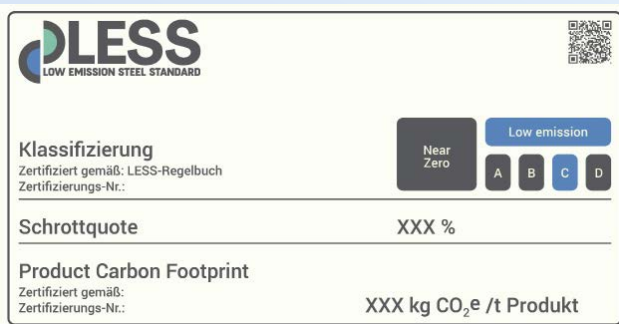 LESS
LOW EMISSION STEEL STANDARD
Klassifizierung
Zertifiziert gemäß: LESS-Regelbuch
Zertifizierungs-Nr.:
Near
Zero
Low emission
A B C D
Schrottquote XXX %
Product Carbon Footprint
Zertifiziert gemäß:
Zertifizierungs-Nr.:
XXX kg CO₂e /t Produkt